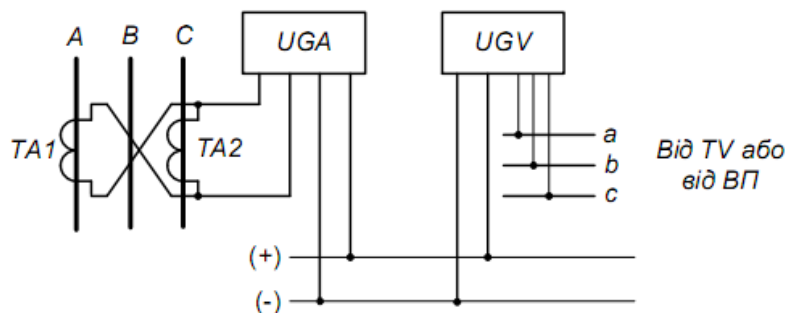 A B C
UGA
UGV
TA1
TA2
a
b
c
Від TV або
від ВП
(+)
(-)